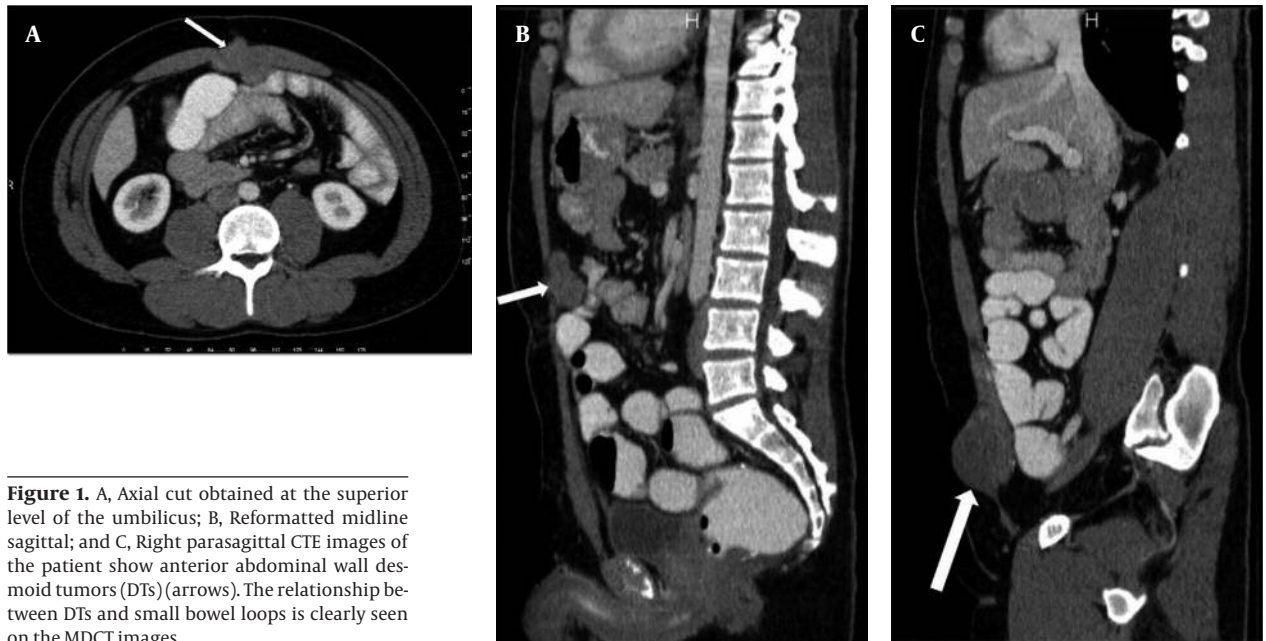 A
B
H
C
H
Figure 1. A, Axial cut obtained at the superior
level of the umbilicus; B, Reformatted midline
sagittal; and C, Right parasagittal CTE images of
the patient show anterior abdominal wall des-
moid tumors (DTs) (arrows). The relationship be-
tween DTs and small bowel loops is clearly seen
on the MDCT images.